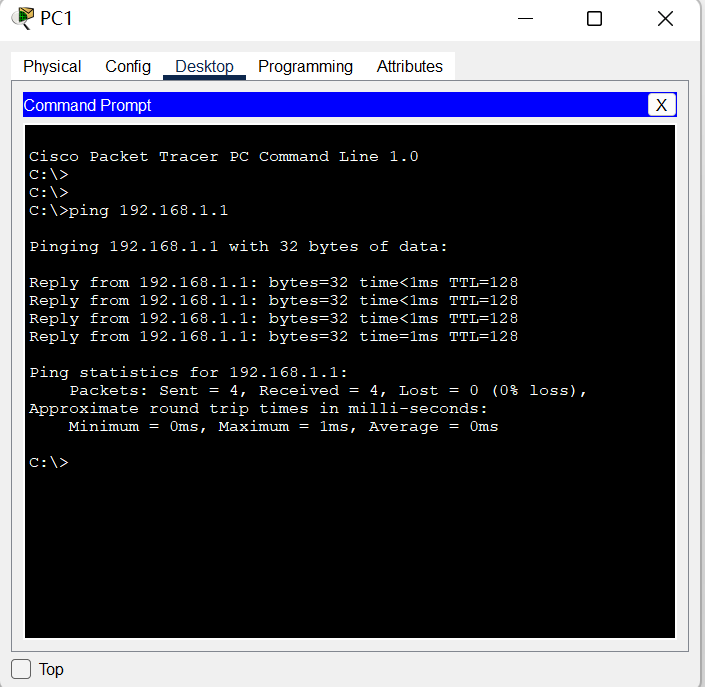 PC1
Physical Config Desktop Programming Attributes
Command Prompt X
Cisco Packet Tracer PC Command Line 1.0
C:\>
C:\>
C:\>ping 192.168.1.1
Pinging 192.168.1.1 with 32 bytes of data:
Reply from 192.168.1.1: bytes=32 time<1ms TTL=128
Reply from 192.168.1.1: bytes=32 time<1ms TTL=128
Reply from 192.168.1.1: bytes=32 time<1ms TTL=128
Reply from 192.168.1.1: bytes=32 time=1ms TTL=128
Ping statistics for 192.168.1.1:
    Packets: Sent = 4, Received = 4, Lost = 0 (0% loss),
Approximate round trip times in milli-seconds:
    Minimum = 0ms, Maximum = 1ms, Average = 0ms
C:\>
Top